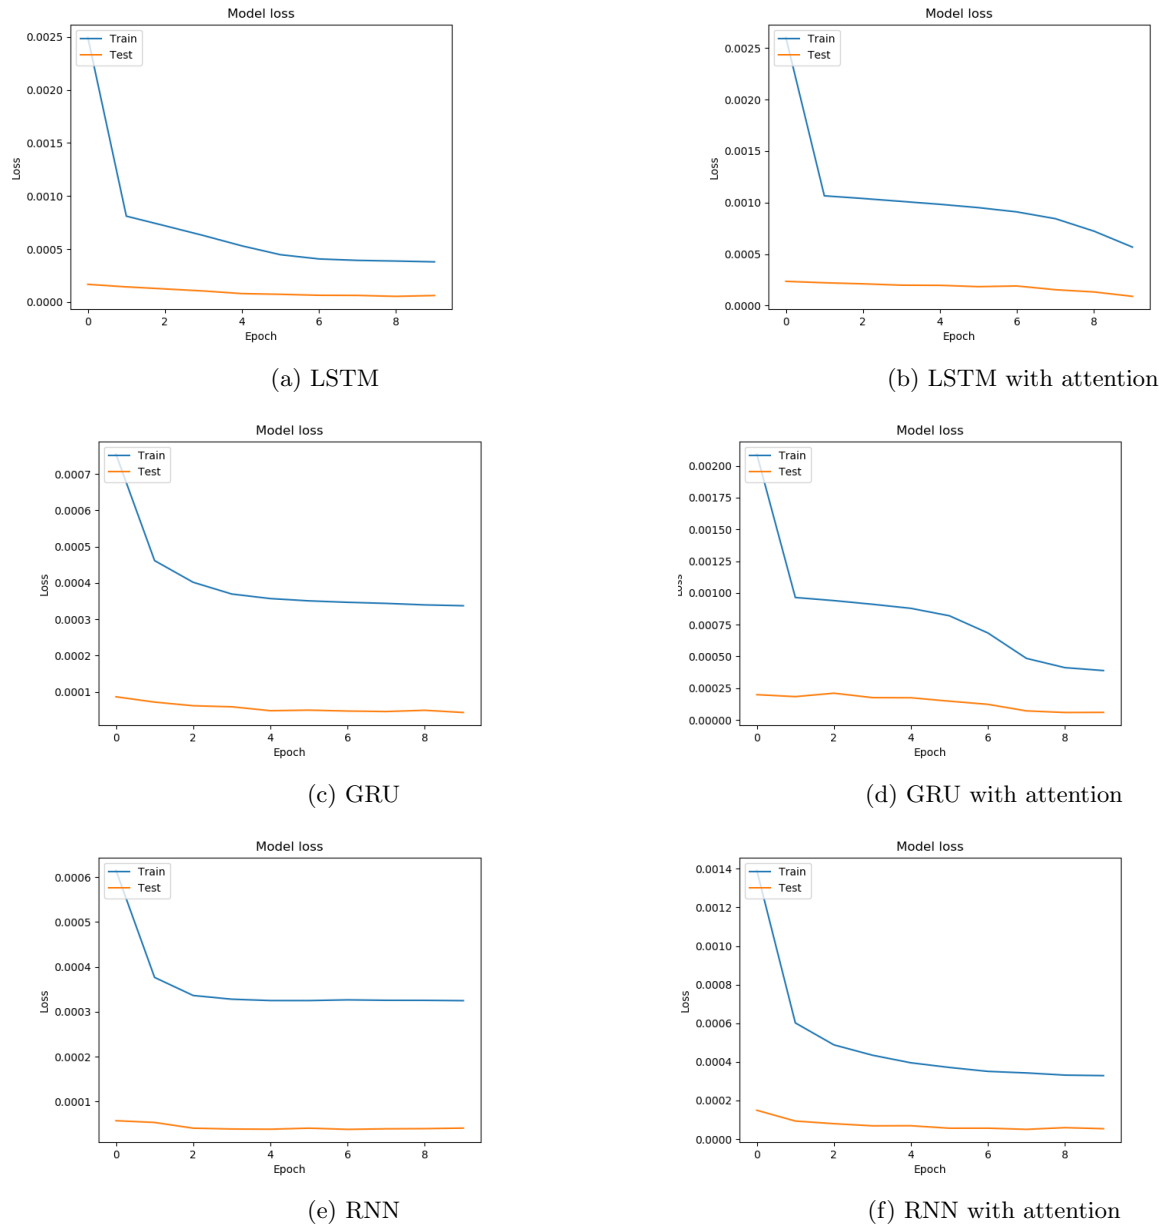 Model loss
Train
Test
0.0025
0.0020
0.0015
0.0010
0.0005
0.0000
Loss
0 2 4 6 8
Epoch
(a) LSTM
Model loss
Train
Test
0.0025
0.0020
0.0015
0.0010
0.0005
0.0000
Loss
0 2 4 6 8
Epoch
(b) LSTM with attention
Model loss
Train
Test
0.0007
0.0006
0.0005
0.0004
0.0003
0.0002
0.0001
Loss
0 2 4 6 8
Epoch
(c) GRU
Model loss
Train
Test
0.00200
0.00175
0.00150
0.00125
0.00100
0.00075
0.00050
0.00025
0.00000
Loss
0 2 4 6 8
Epoch
(d) GRU with attention
Model loss
Train
Test
0.0006
0.0005
0.0004
0.0003
0.0002
0.0001
Loss
0 2 4 6 8
Epoch
(e) RNN
Model loss
Train
Test
0.0014
0.0012
0.0010
0.0008
0.0006
0.0004
0.0002
0.0000
Loss
0 2 4 6 8
Epoch
(f) RNN with attention